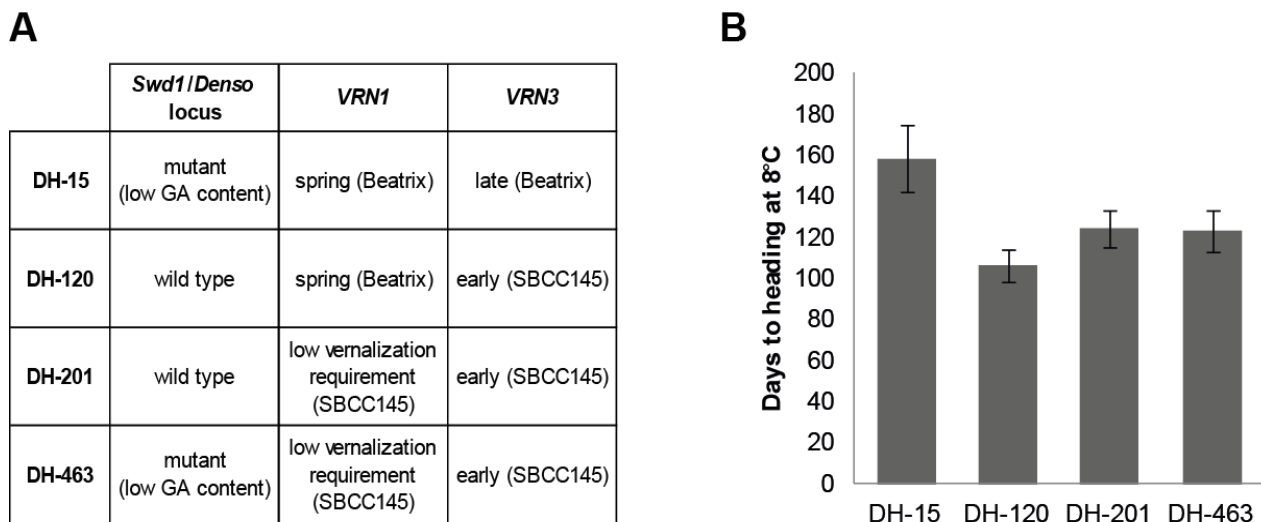 A
Swd1/Denso
locus
VRN1
VRN3
DH-15
mutant
(low GA content)
spring (Beatrix)
late (Beatrix)
DH-120
wild type
spring (Beatrix)
early (SBCC145)
DH-201
wild type
low vernalization
requirement
(SBCC145)
early (SBCC145)
DH-463
mutant
(low GA content)
low vernalization
requirement
(SBCC145)
early (SBCC145)
B
Days to heading at 8°C
200
180
160
140
120
100
80
60
40
20
0
DH-15 DH-120 DH-201 DH-463